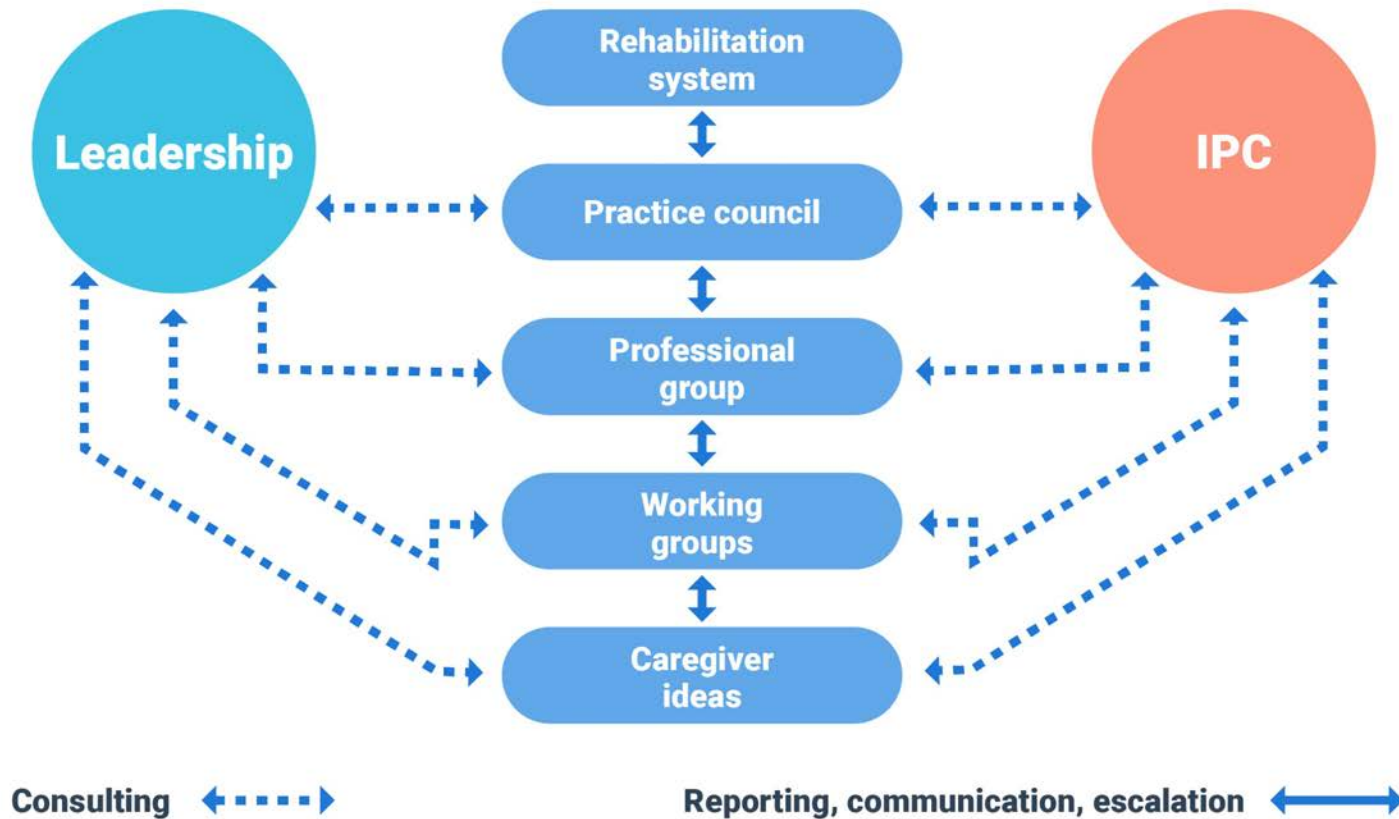 Rehabilitation
system
Leadership
IPC
Practice council
Professional
group
Working
groups
Caregiver
ideas
Consulting
Reporting, communication, escalation